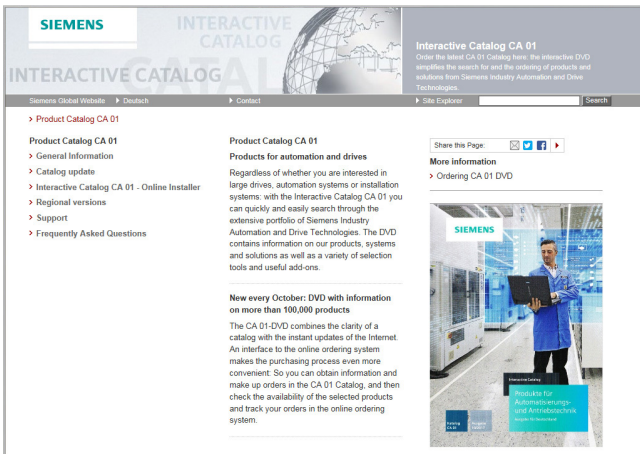 SIEMENS
INTERACTIVE
CATALOG
INTERACTIVE CATALOG
CATAL
Interactive Catalog CA 01
Order the latest CA 01 Catalog here: the interactive DVD
simplifies the search for and the ordering of products and
solutions from Siemens Industry Automation and Drive
Technologies.
Siemens Global Website
Deutsch
Contact
Site Explorer
Search
Product Catalog CA 01
Product Catalog CA 01
General Information
Catalog update
Interactive Catalog CA 01 - Online Installer
Regional versions
Support
Frequently Asked Questions
Product Catalog CA 01
Products for automation and drives
Regardless of whether you are interested in
large drives, automation systems or installation
systems: with the Interactive Catalog CA 01 you
can quickly and easily search through the
extensive portfolio of Siemens Industry
Automation and Drive Technologies. The DVD
contains information on our products, systems
and solutions as well as a variety of selection
tools and useful add-ons.
New every October: DVD with information
on more than 100,000 products
The CA 01-DVD combines the clarity of a
catalog with the instant updates of the Internet.
An interface to the online ordering system
makes the purchasing process even more
convenient: So you can obtain information and
make up orders in the CA 01 Catalog, and then
check the availability of the selected products
and track your orders in the online ordering
system.
Share this Page:
More information
Ordering CA 01 DVD
SIEMENS
Interactive Catalog
Produkte für
Automatisierungs-
und Antriebstechnik
Katalog
CA 01